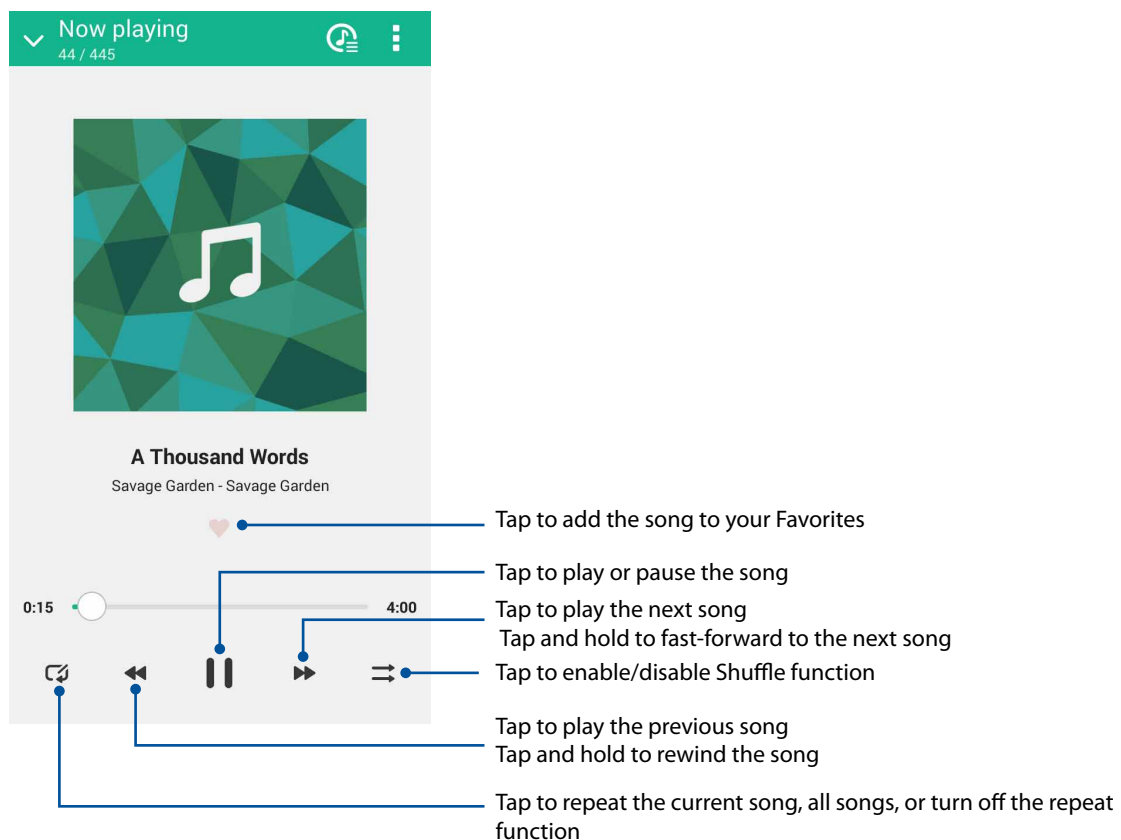 Now playing
44 / 445
A Thousand Words
Savage Garden - Savage Garden
Tap to add the song to your Favorites
Tap to play or pause the song
0:15
4:00
Tap to play the next song
Tap and hold to fast-forward to the next song
Tap to enable/disable Shuffle function
Tap to play the previous song
Tap and hold to rewind the song
Tap to repeat the current song, all songs, or turn off the repeat
function